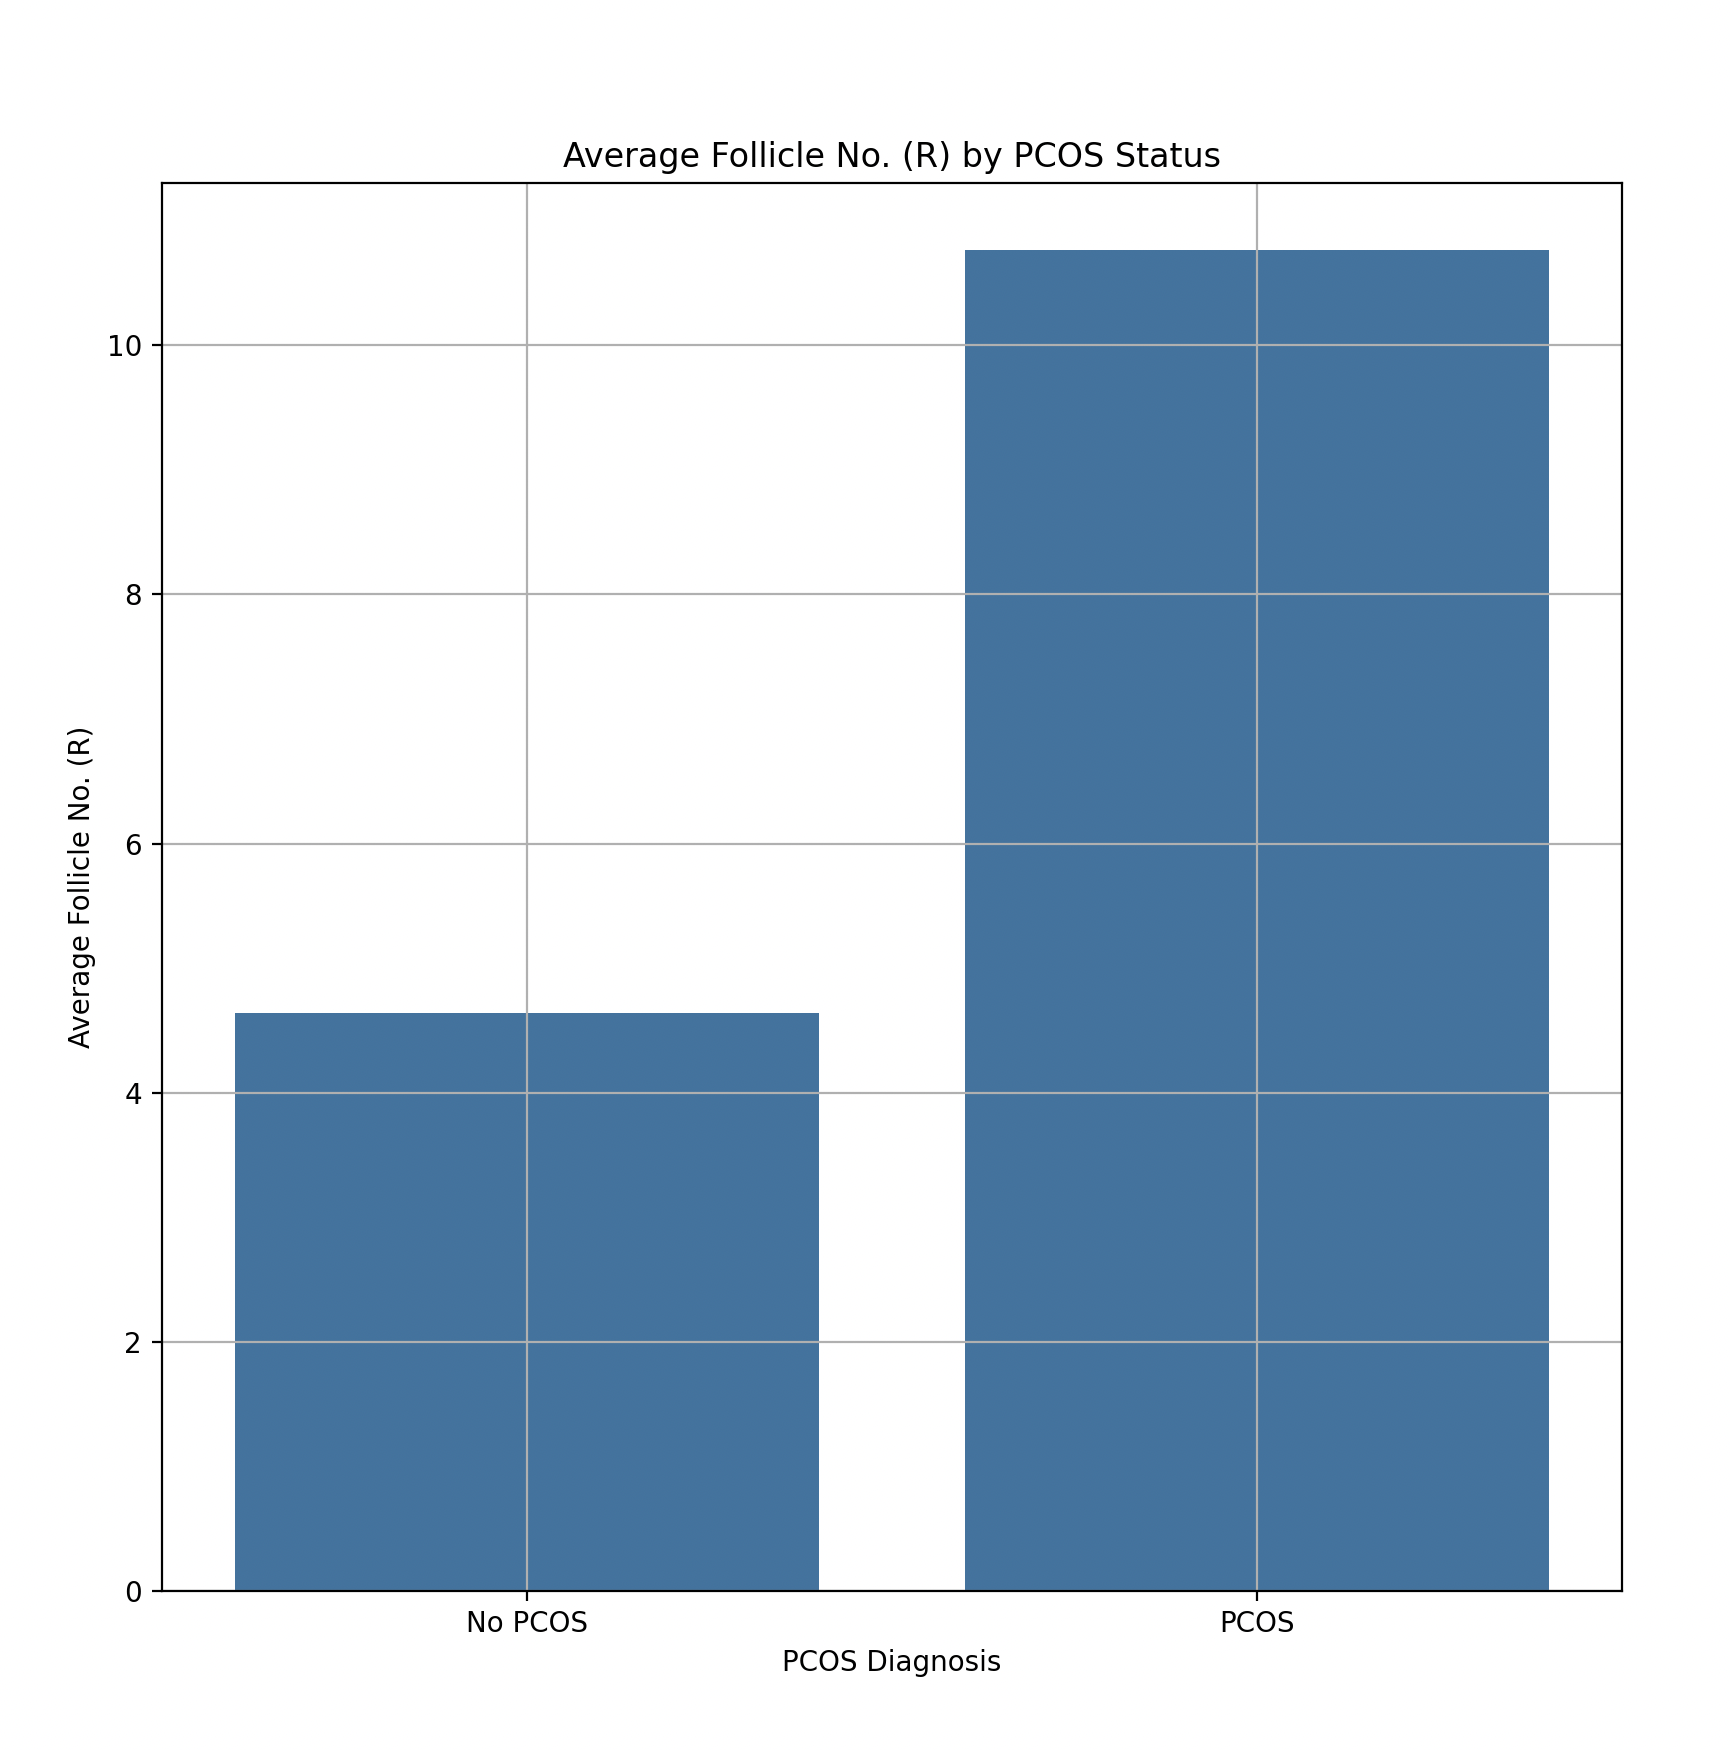 Average Follicle No. (R) by PCOS Status
Average Follicle No. (R)
10
8
6
4
2
0
No PCOS
PCOS
PCOS Diagnosis